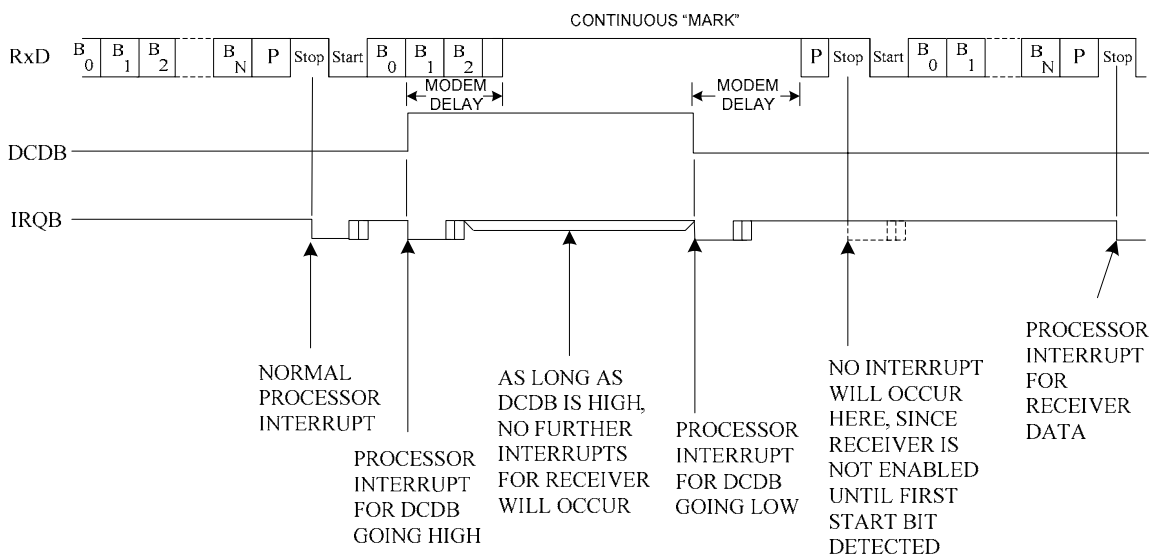 CONTINUOUS “MARK”
RxD B0 B1 B2 BN P Stop Start B0 B1 B2 P Stop Start B0 B1 BN P Stop
MODEM
DELAY
MODEM
DELAY
DCDB
IRQB
NORMAL
PROCESSOR
INTERRUPT
PROCESSOR
INTERRUPT
FOR DCDB
GOING HIGH
AS LONG AS
DCDB IS HIGH,
NO FURTHER
INTERRUPTS
FOR RECEIVER
WILL OCCUR
PROCESSOR
INTERRUPT
FOR DCDB
GOING LOW
NO INTERRUPT
WILL OCCUR
HERE, SINCE
RECEIVER IS
NOT ENABLED
UNTIL FIRST
START BIT
DETECTED
PROCESSOR
INTERRUPT
FOR
RECEIVER
DATA